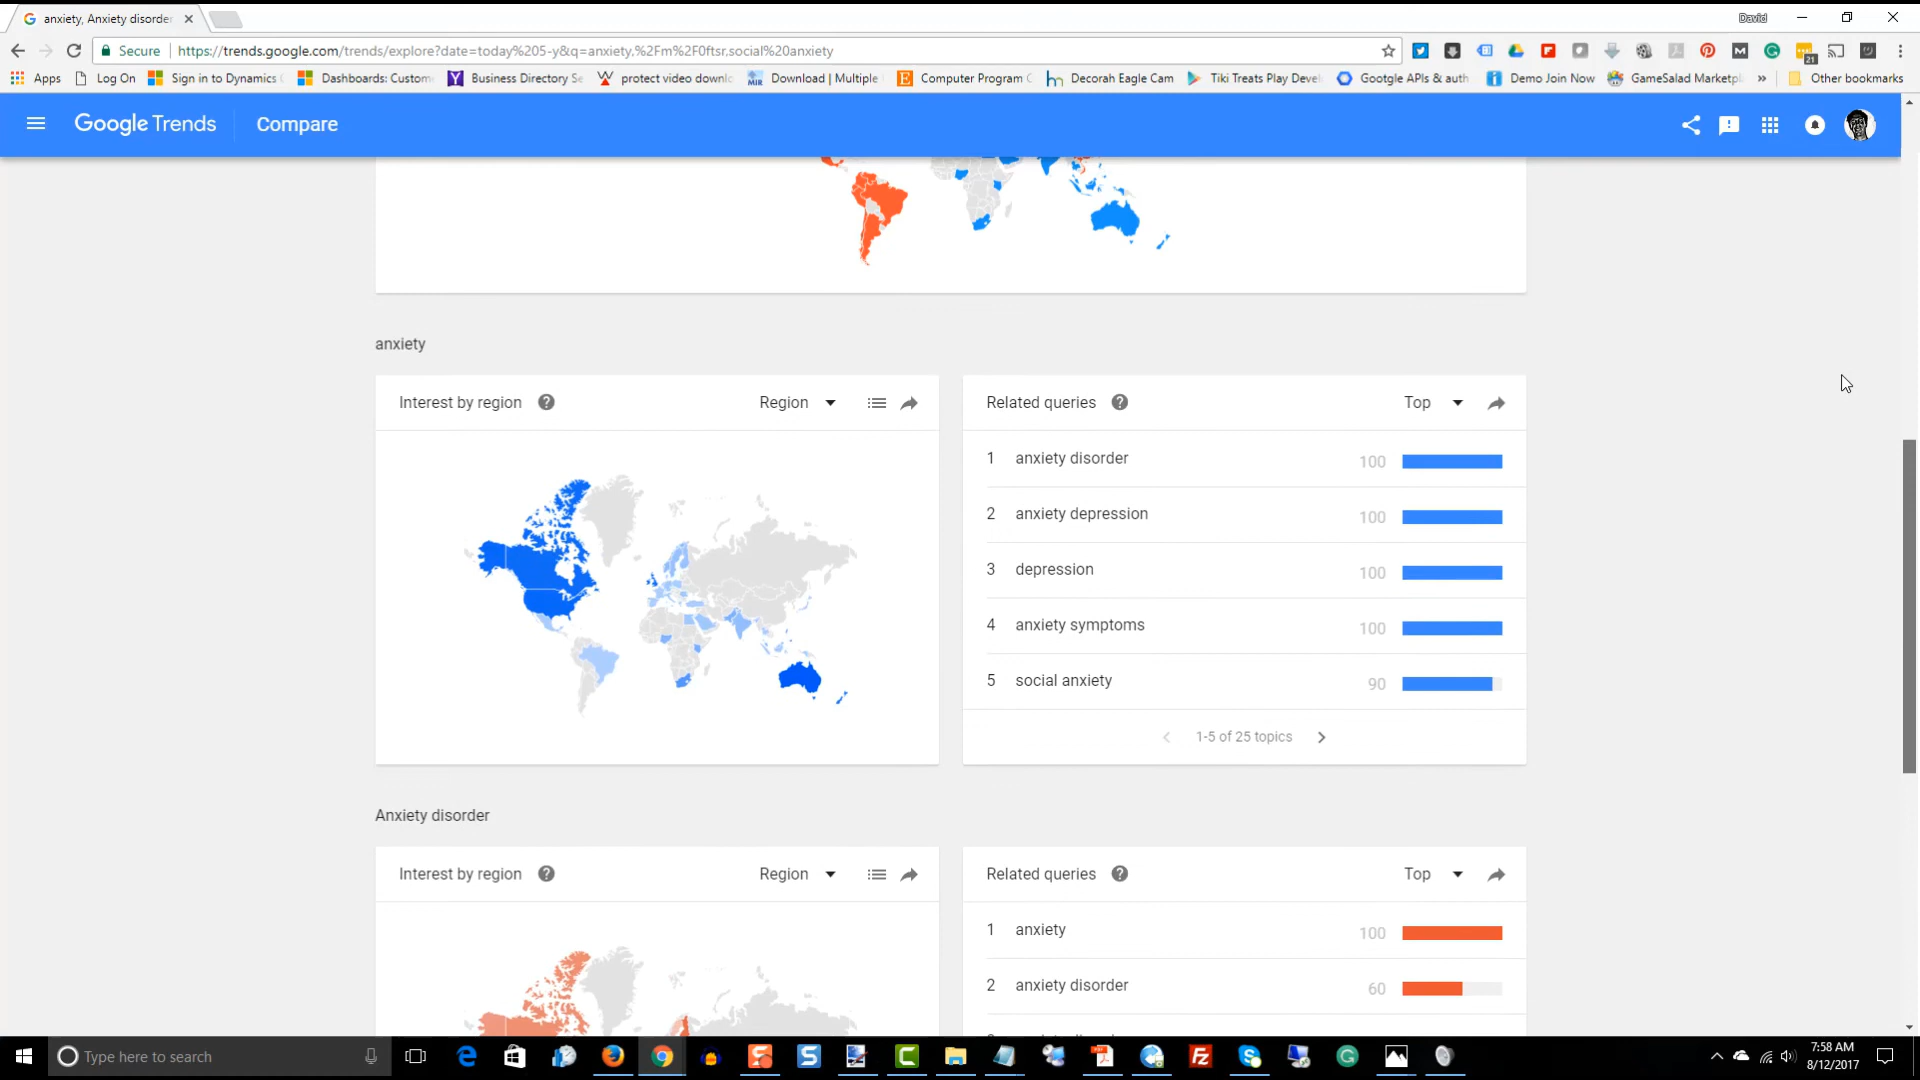 anxiety, Anxiety disorder
David
Secure
https://trends.google.com/trends/explore?date=today%205-y&q=anxiety,%2Fm%2F0ftsr,social%20anxiety
21
Apps
Log On
Sign in to Dynamics
Dashboards: Custom
Business Directory Se
protect video downlo
Download | Multiple
Computer Program C
Decorah Eagle Cam
Tiki Treats Play Deve
Gootgle APIs & auth
Demo Join Now
GameSalad Marketpl
»
Other bookmarks
Google Trends
Compare
anxiety
Interest by region
Region
Related queries
Top
1 anxiety disorder 100
2 anxiety depression 100
3 depression 100
4 anxiety symptoms 100
5 social anxiety 90
1-5 of 25 topics
Anxiety disorder
Interest by region
Region
Related queries
Top
1 anxiety 100
2 anxiety disorder 60
Type here to search
7:58 AM
8/12/2017